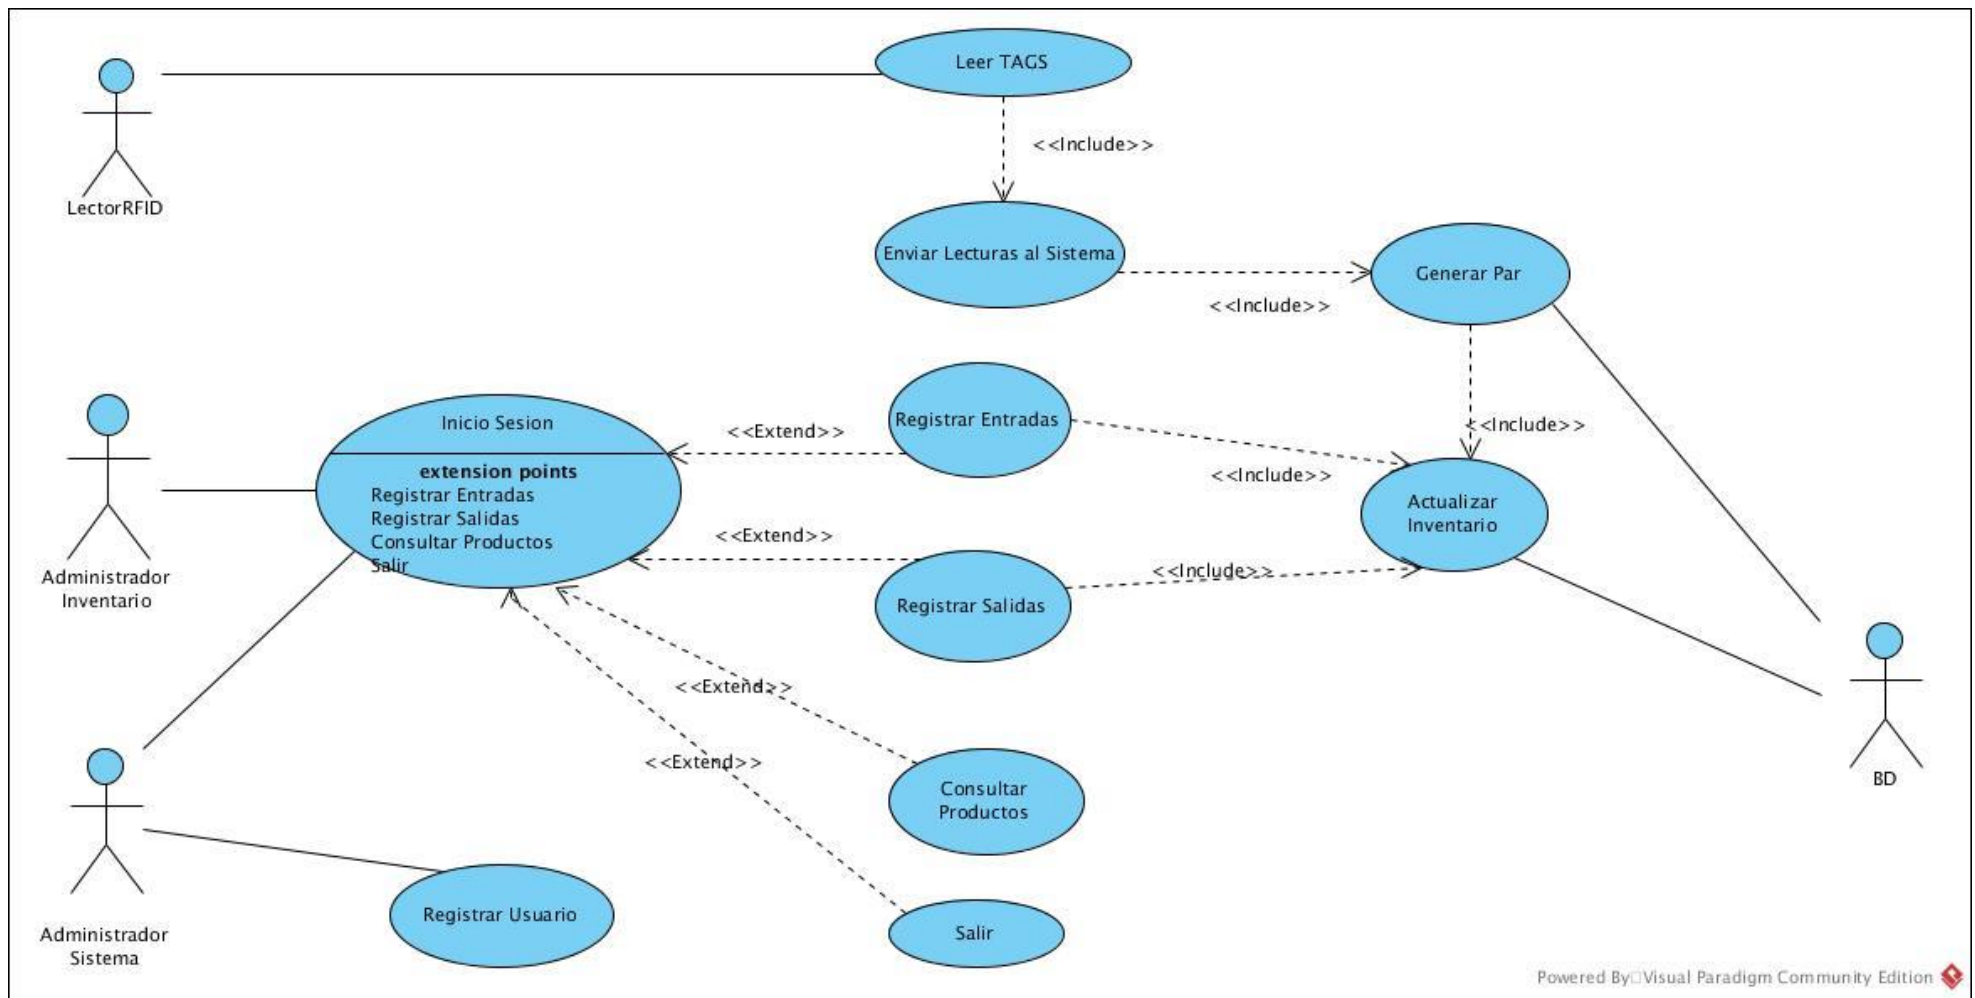 Leer TAGS
<<Include>>
LectorRFID
Enviar Lecturas al Sistema
Generar Par
<<Include>>
Inicio Sesion
extension points
Registrar Entradas
Registrar Salidas
Consultar Productos
Salir
<<Extend>>
Registrar Entradas
<<Include>>
<<Include>>
Actualizar
Inventario
<<Extend>>
<<Include>>
Registrar Salidas
Administrador
Inventario
<<Extend>>
<<Extend>>
Consultar
Productos
BD
Registrar Usuario
Salir
Administrador
Sistema
Powered By□Visual Paradigm Community Edition